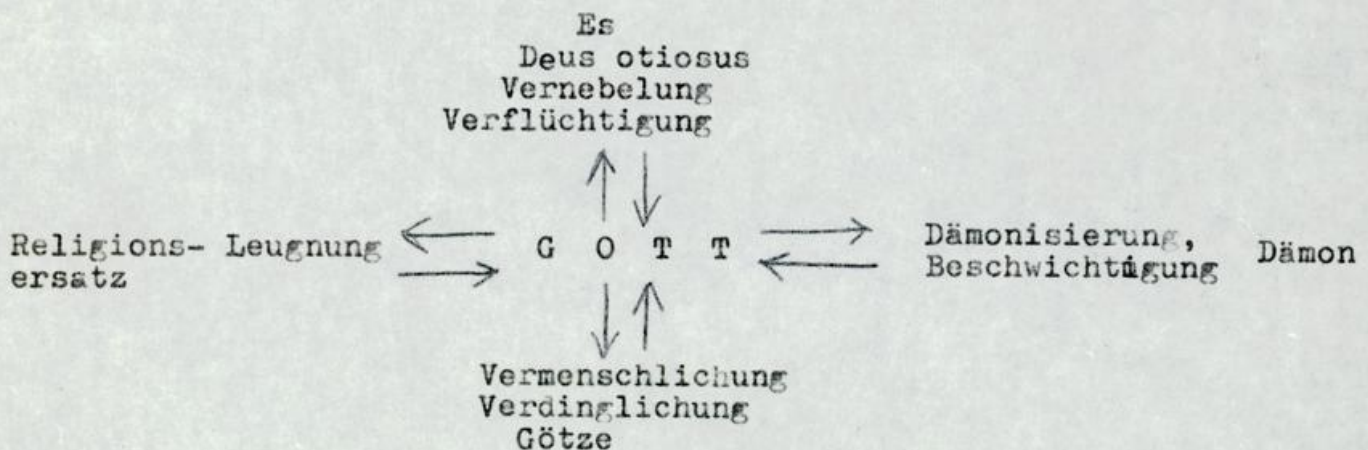 Es
Deus otiosus
Vernebelung
Verflüchtigung
Religions- Leugnung
ersatz
G O T T
Dämonisierung,
Beschwichtigung
Dämon
Vermenschlichung
Verdinglichung
Götze